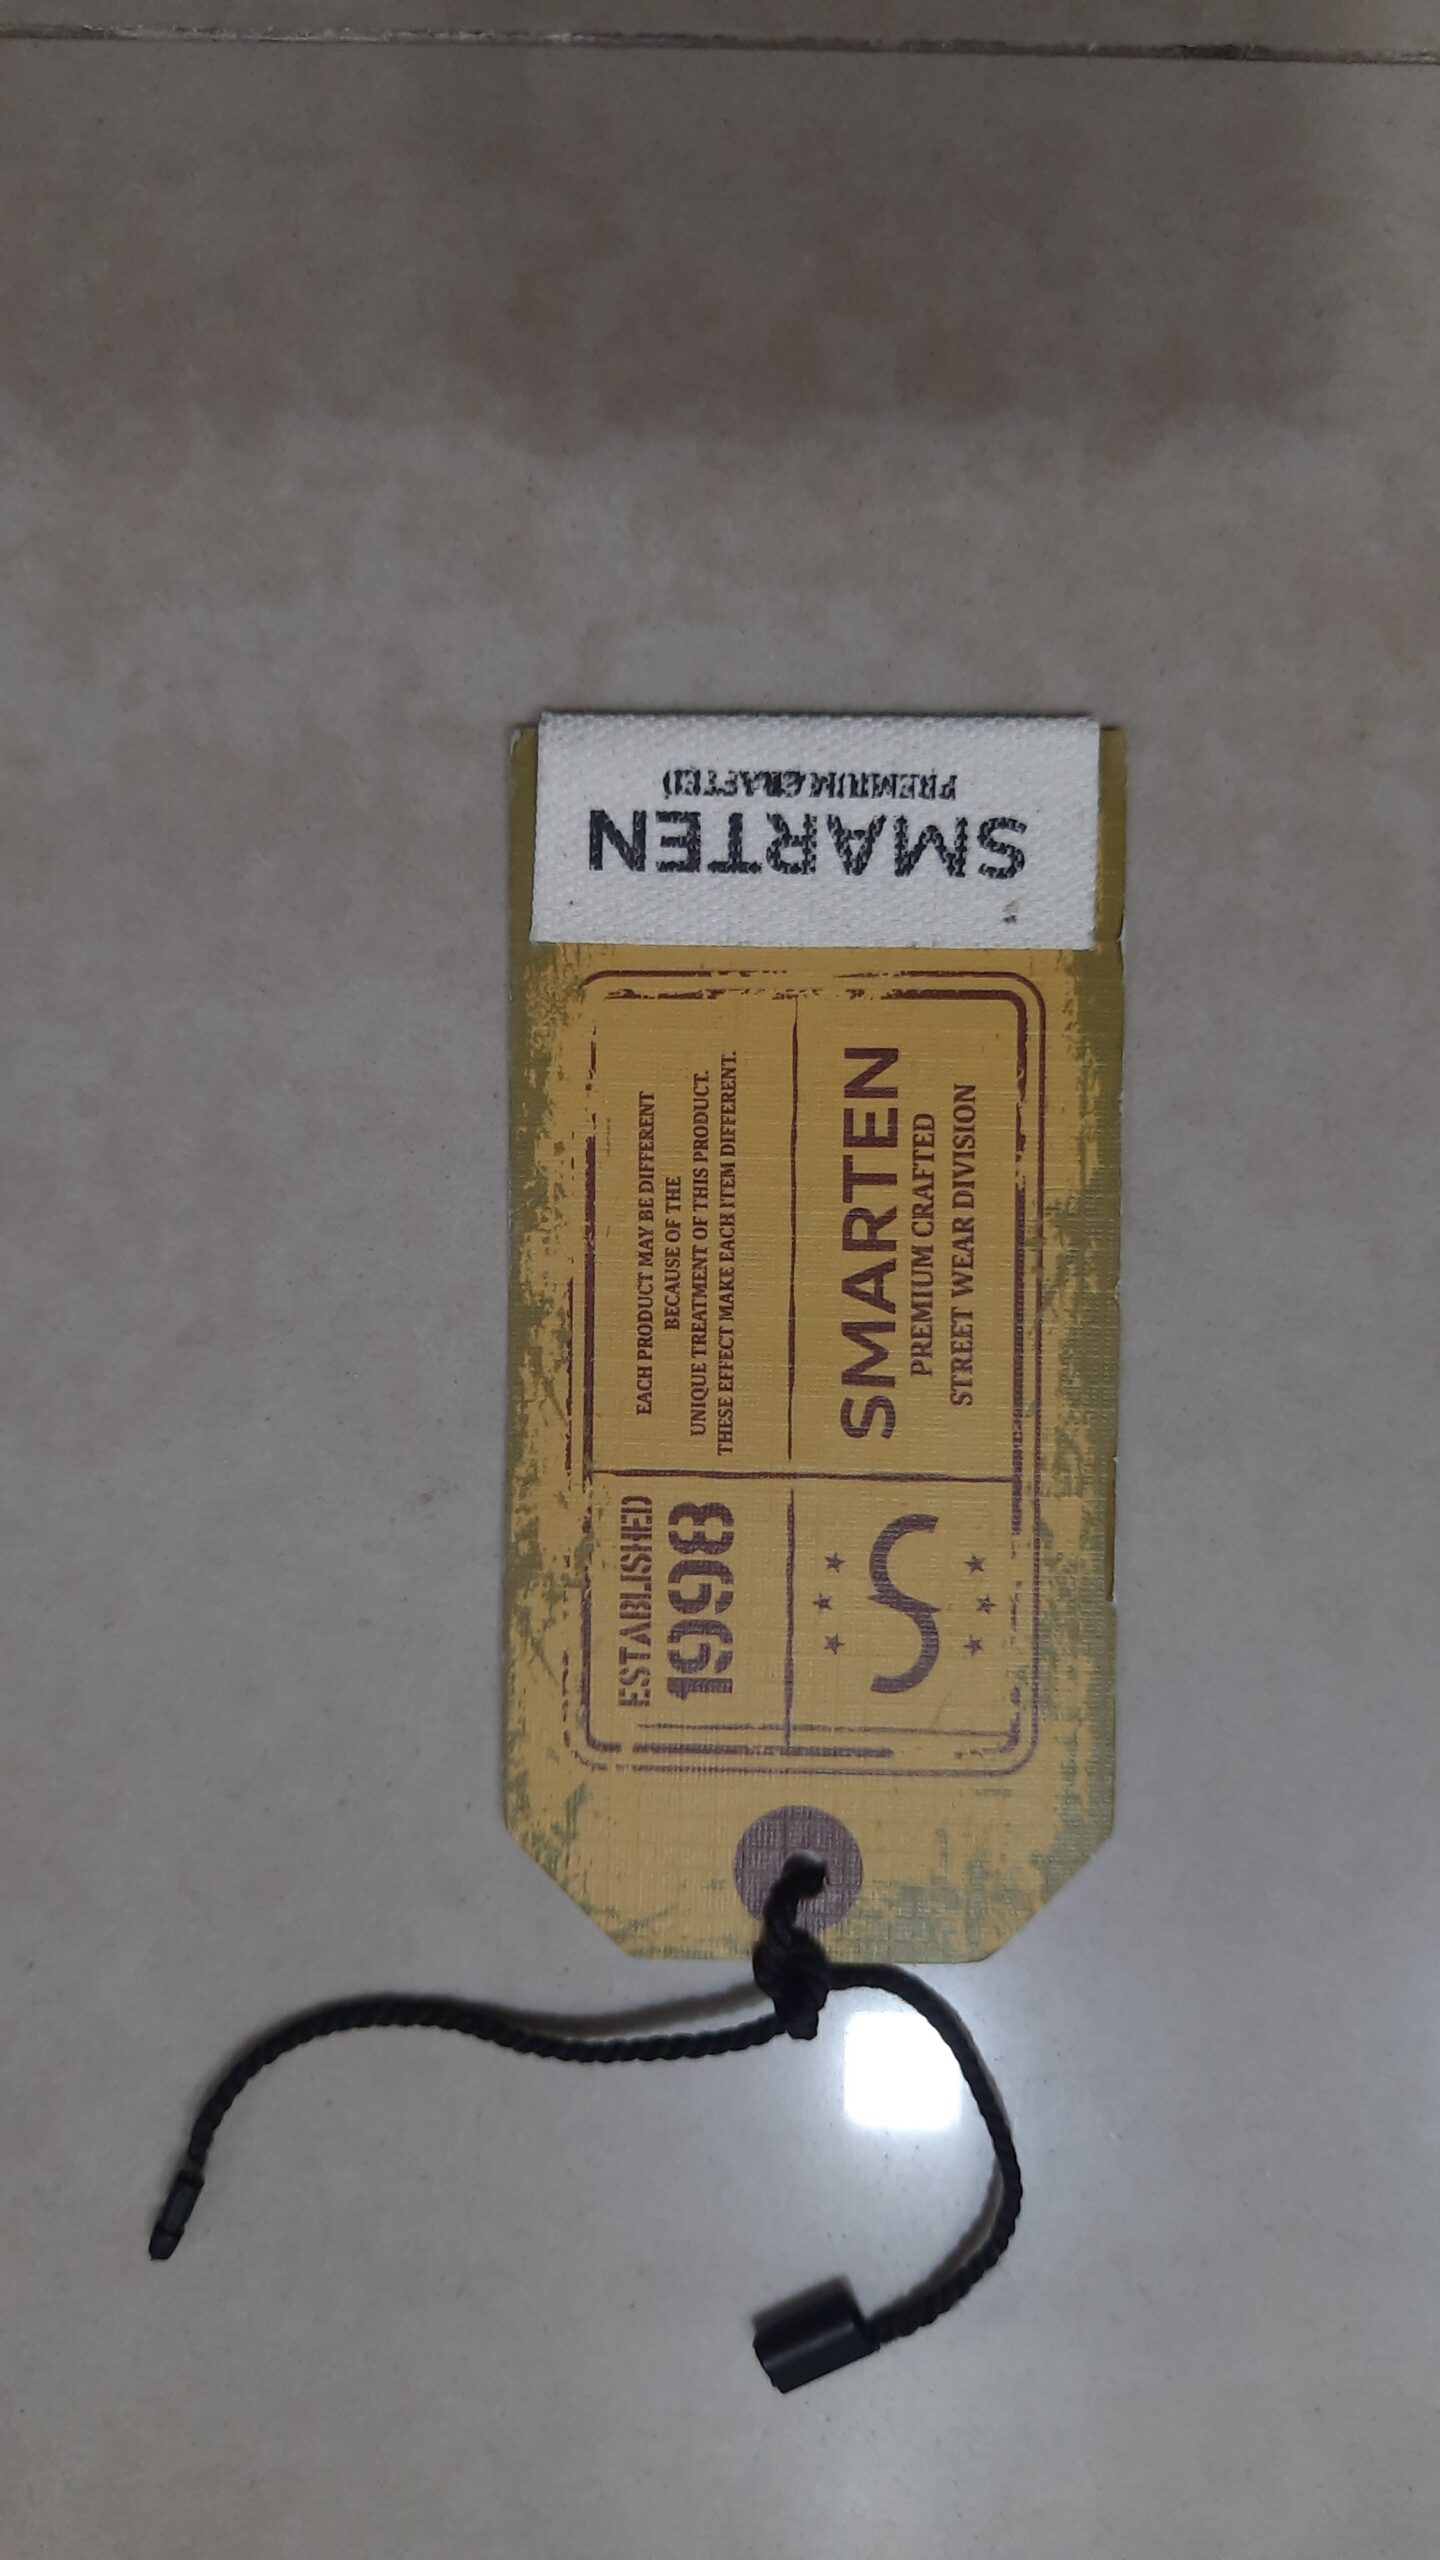 SMARTEN
PREMIUM CRAFTED
ESTABLISHED
1998
EACH PRODUCT MAY BE DIFFERENT
BECAUSE OF THE
UNIQUE TREATMENT OF THIS PRODUCT.
THESE EFFECT MAKE EACH ITEM DIFFERENT.
S
SMARTEN
PREMIUM CRAFTED
STREET WEAR DIVISION